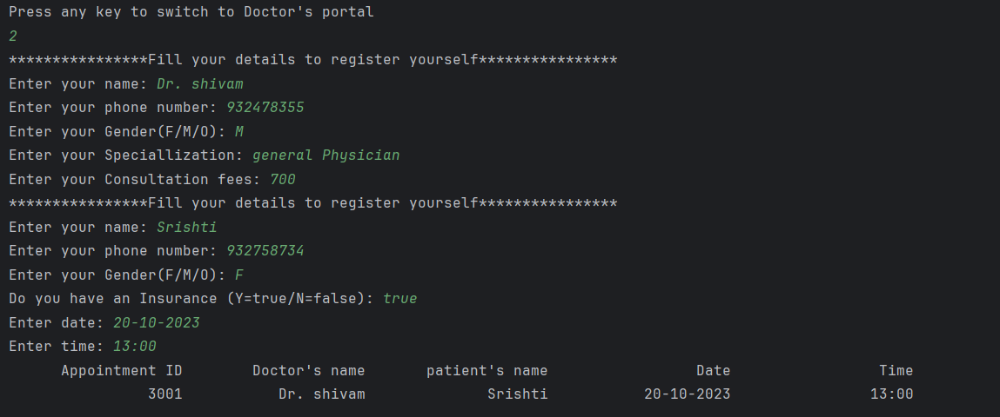 Press any key to switch to Doctor's portal
2
****************Fill your details to register yourself****************
Enter your name: Dr. shivam
Enter your phone number: 932478355
Enter your Gender(F/M/O): M
Enter your Speciallization: general Physician
Enter your Consultation fees: 700
****************Fill your details to register yourself****************
Enter your name: Srishti
Enter your phone number: 932758734
Enter your Gender(F/M/O): F
Do you have an Insurance (Y=true/N=false): true
Enter date: 20-10-2023
Enter time: 13:00
Appointment ID Doctor's name patient's name Date Time
3001 Dr. shivam Srishti 20-10-2023 13:00